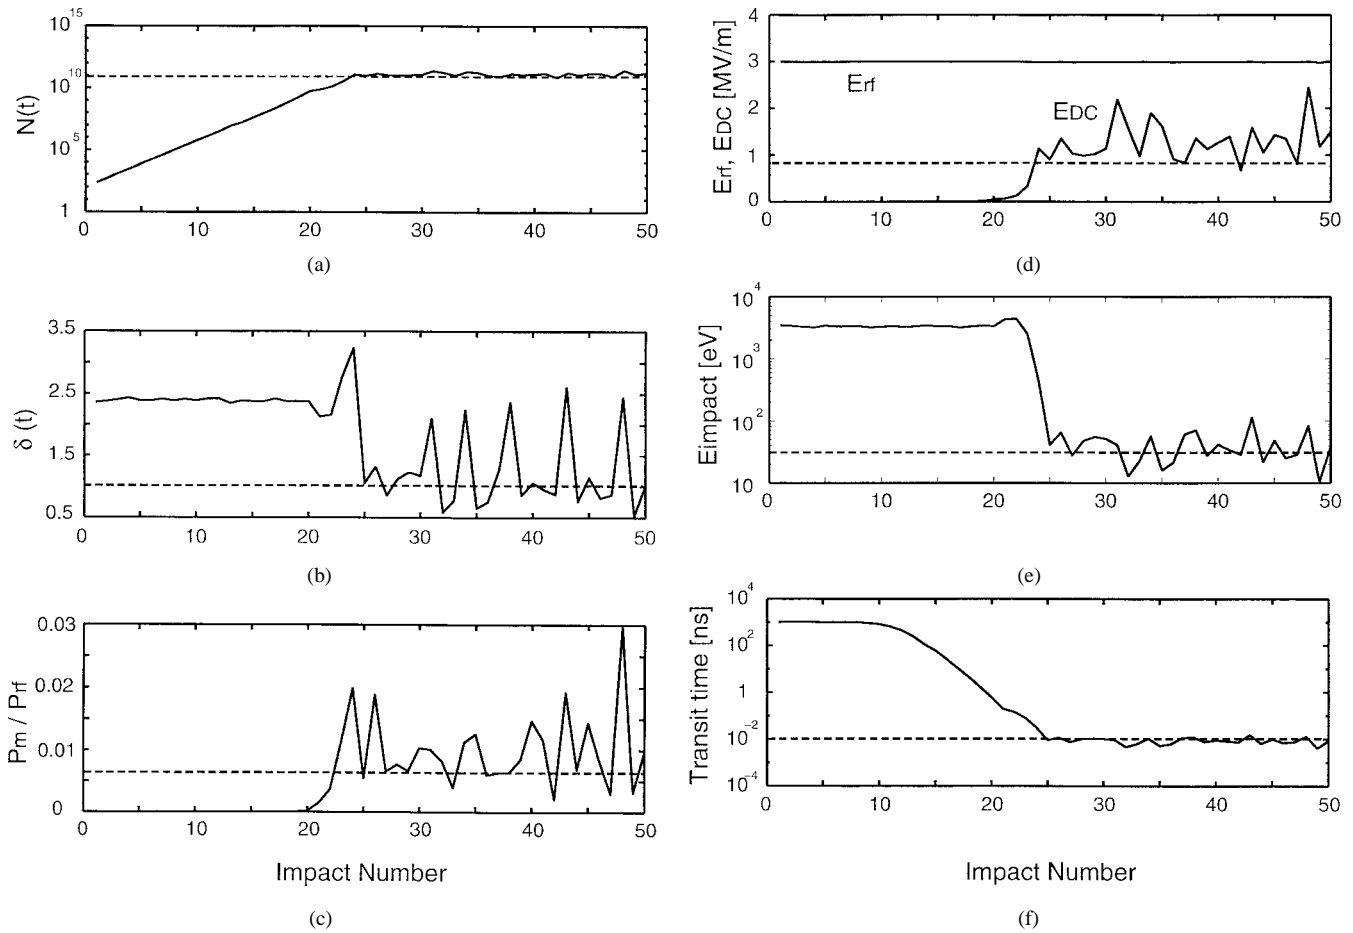 10^15
10^10
10^5
1
N(t)
0 10 20 30 40 50
(a)
3.5
2.5
1.5
0.5
δ (t)
0 10 20 30 40 50
(b)
0.03
0.02
0.01
0
Pm / Prf
0 10 20 30 40 50
Impact Number
(c)
4
3
2
1
0
Erf, EDC [MV/m]
Erf
EDC
0 10 20 30 40 50
(d)
10^4
10^3
10^2
10
Eimpact [eV]
0 10 20 30 40 50
(e)
10^4
10^2
1
10^-2
10^-4
Transit time [ns]
0 10 20 30 40 50
Impact Number
(f)